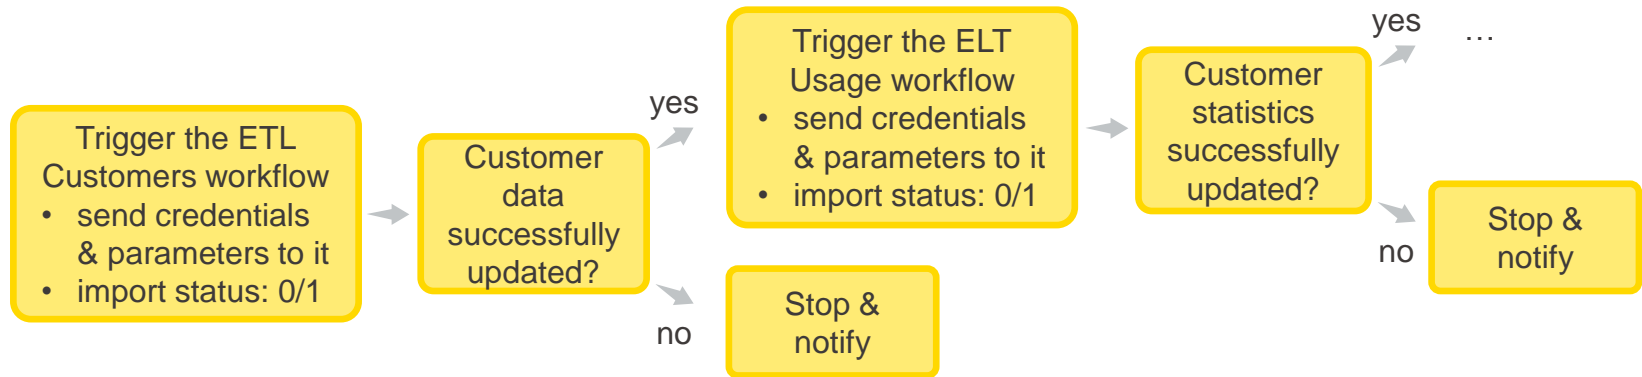 Trigger the ETL
Customers workflow
• send credentials
& parameters to it
• import status: 0/1
Customer
data
successfully
updated?
yes
no
Trigger the ELT
Usage workflow
• send credentials
& parameters to it
• import status: 0/1
Stop &
notify
Customer
statistics
successfully
updated?
yes
...
no
Stop &
notify